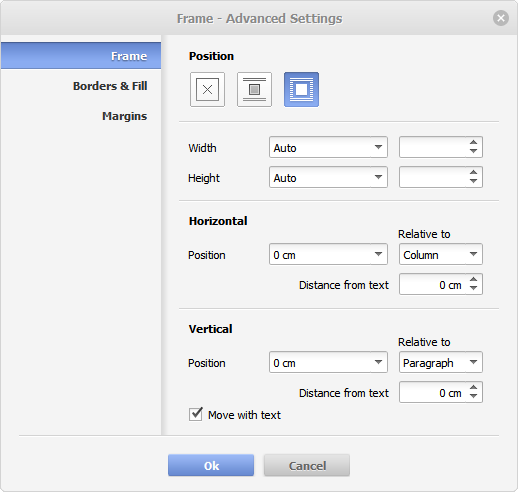 Frame - Advanced Settings
Frame
Borders & Fill
Margins
Position
Width Auto
Height Auto
Horizontal
Relative to
Position 0 cm Column
Distance from text 0 cm
Vertical
Relative to
Position 0 cm Paragraph
Distance from text 0 cm
Move with text
Ok Cancel